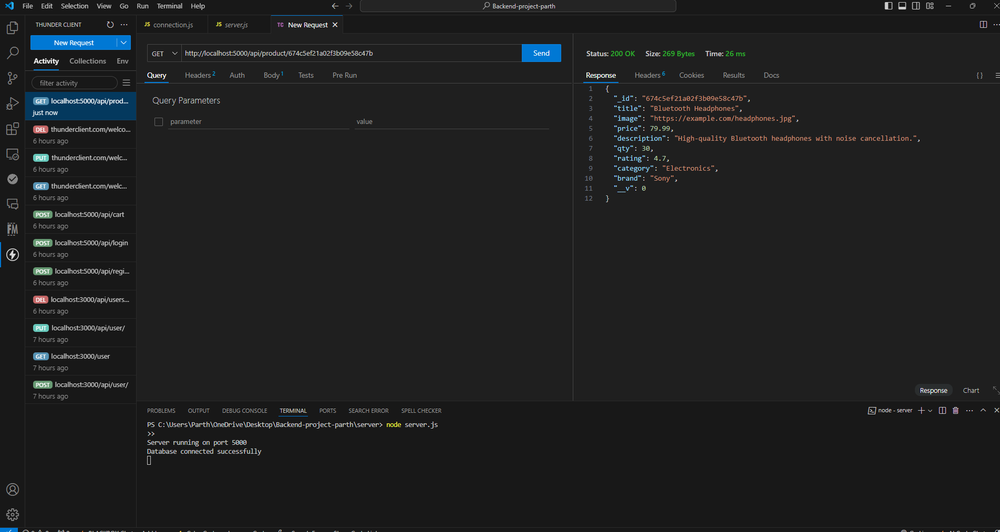 File Edit Selection View Go Run Terminal Help
Backend-project-parth
THUNDER CLIENT
New Request
Activity Collections Env
filter activity
GET localhost:5000/api/prod...
just now
DEL thunderclient.com/welco...
6 hours ago
PUT thunderclient.com/welc...
6 hours ago
GET thunderclient.com/welc...
6 hours ago
POST localhost:5000/api/cart
6 hours ago
POST localhost:5000/api/login
6 hours ago
POST localhost:5000/api/regi...
6 hours ago
DEL localhost:3000/api/users...
6 hours ago
PUT localhost:3000/api/user/
7 hours ago
GET localhost:3000/user
7 hours ago
POST localhost:3000/api/user/
7 hours ago
FM
JS connection.js JS server.js TC New Request
GET http://localhost:5000/api/product/674c5ef21a02f3b09e58c47b Send
Query Headers 2 Auth Body 1 Tests Pre Run
Query Parameters
parameter value
Status: 200 OK Size: 269 Bytes Time: 26 ms
Response Headers 6 Cookies Results Docs { }
1 {
2 "_id": "674c5ef21a02f3b09e58c47b",
3 "title": "Bluetooth Headphones",
4 "image": "https://example.com/headphones.jpg",
5 "price": 79.99,
6 "description": "High-quality Bluetooth headphones with noise cancellation.",
7 "qty": 30,
8 "rating": 4.7,
9 "category": "Electronics",
10 "brand": "Sony",
11 "__v": 0
12 }
Response Chart
PROBLEMS OUTPUT DEBUG CONSOLE TERMINAL PORTS SEARCH ERROR SPELL CHECKER
node - server
PS C:\Users\Parth\OneDrive\Desktop\Backend-project-parth\server> node server.js
>>
Server running on port 5000
Database connected successfully